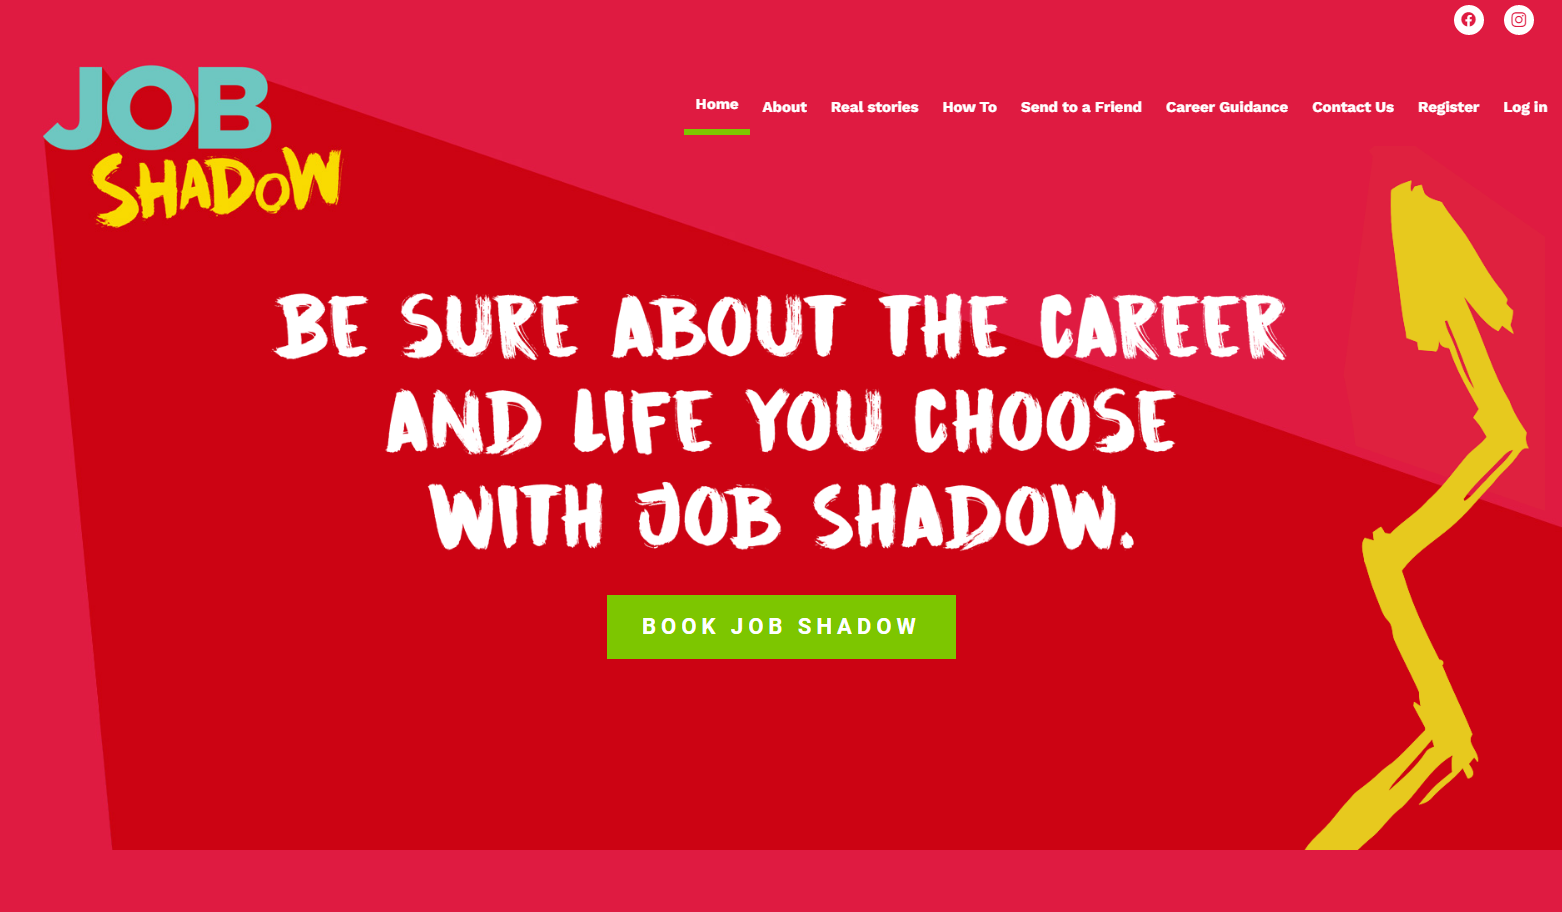 JOB
SHADOW
Home About Real stories How To Send to a Friend Career Guidance Contact Us Register Log in
BE SURE ABOUT THE CAREER
AND LIFE YOU CHOOSE
WITH JOB SHADOW.
BOOK JOB SHADOW